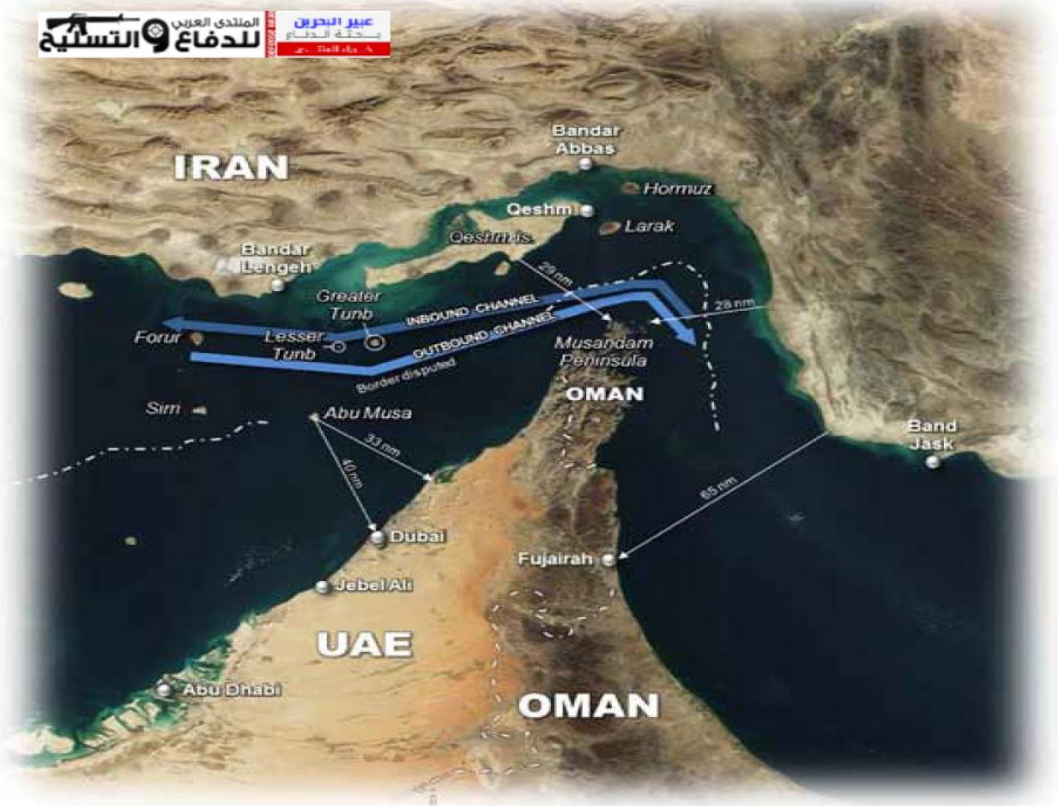 المنتدى العربي
للدفاع والتسليح
عبير البحرين
Bandar
Abbas
IRAN
Hormuz
Qeshm
Larak
Qeshm is.
Bandar
Lengeh
29 nm
Greater
Tunb
INBOUND CHANNEL
28 nm
Forur
Lesser
Tunb
OUTBOUND CHANNEL
Musandam
Peninsula
Border disputed
OMAN
Sirri
Abu Musa
33 nm
Band
Jask
40 nm
65 nm
Dubai
Fujairah
Jebel Ali
UAE
Abu Dhabi
OMAN